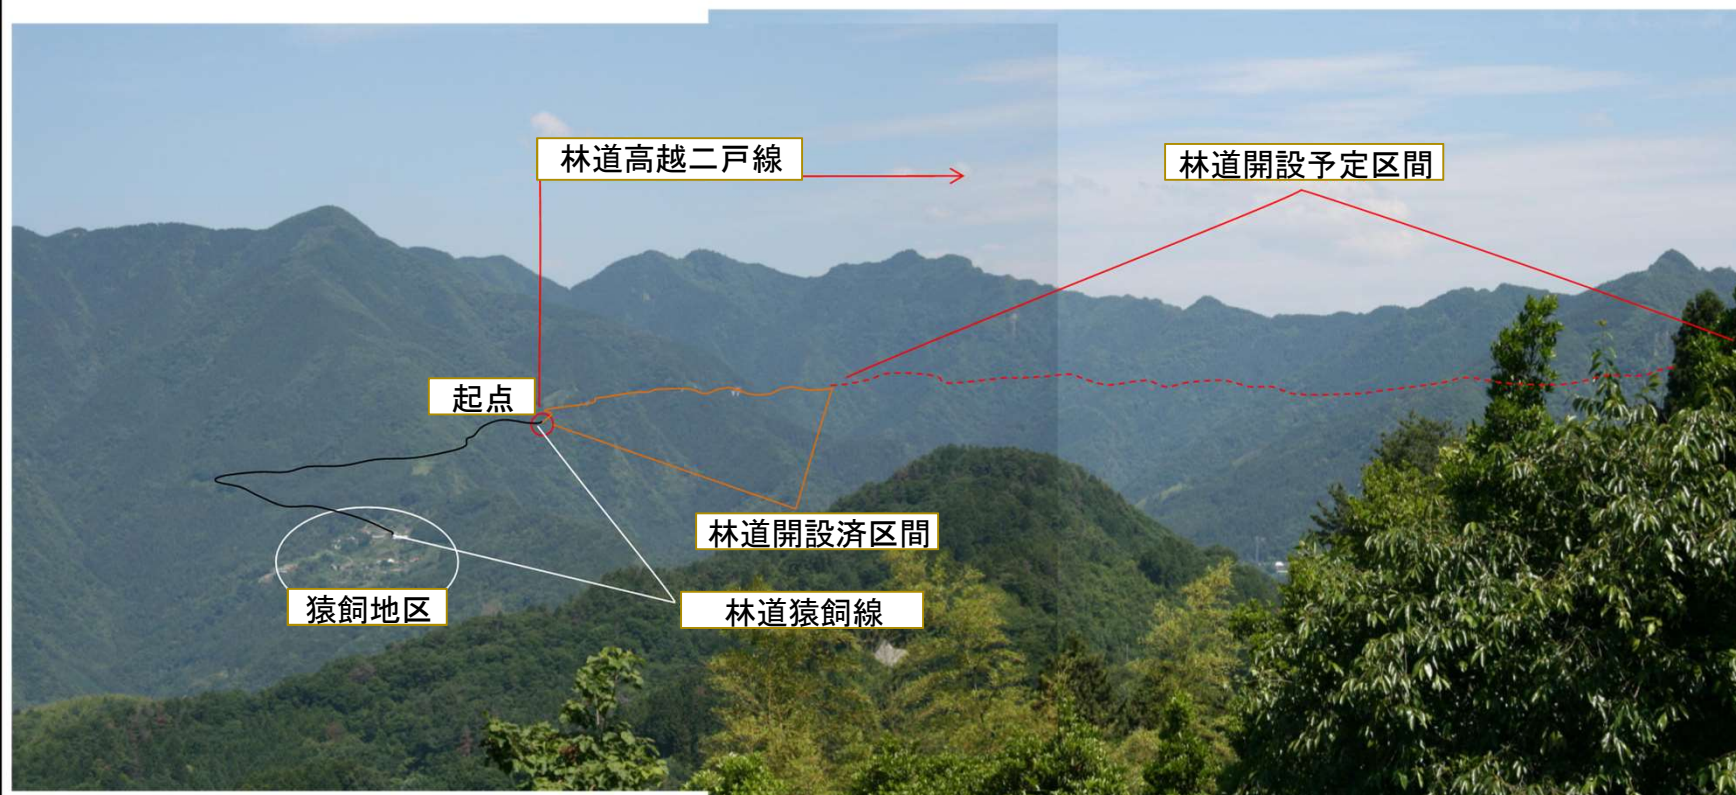 林道高越二戸線
林道開設予定区間
起点
林道開設済区間
猿飼地区
林道猿飼線